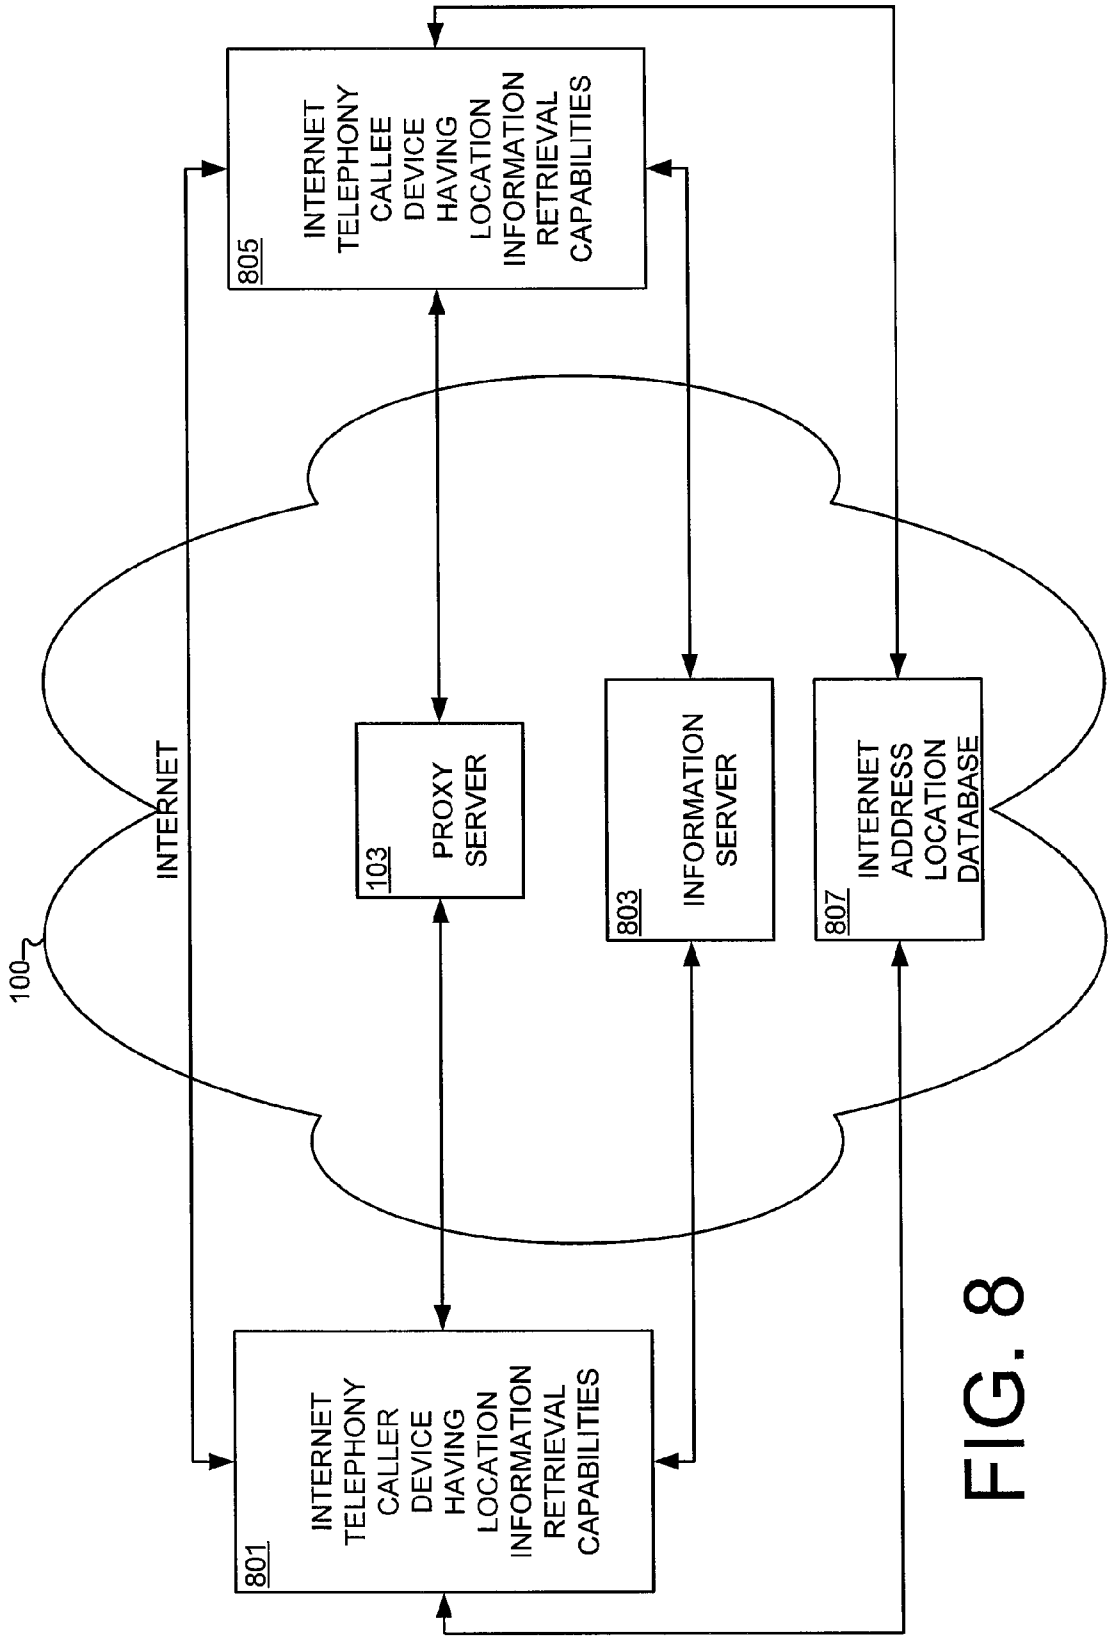 100
INTERNET
801
INTERNET
TELEPHONY
CALLER
DEVICE
HAVING
LOCATION
INFORMATION
RETRIEVAL
CAPABILITIES
103
PROXY
SERVER
803
INFORMATION
SERVER
807
INTERNET
ADDRESS
LOCATION
DATABASE
805
INTERNET
TELEPHONY
CALLEE
DEVICE
HAVING
LOCATION
INFORMATION
RETRIEVAL
CAPABILITIES
FIG. 8